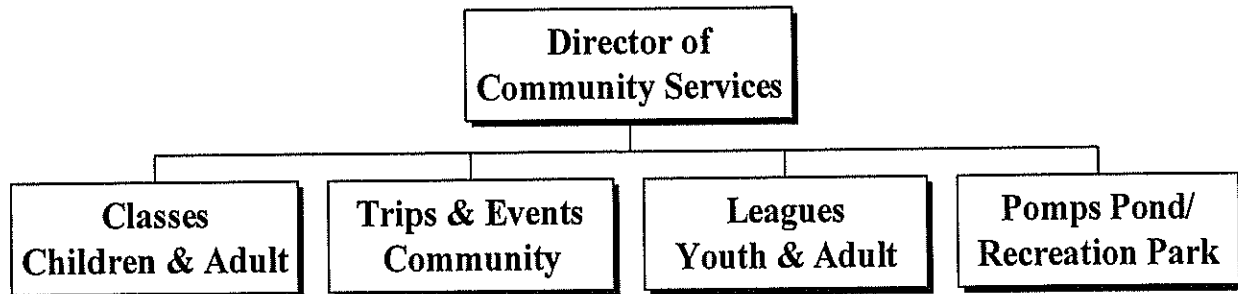 Director of
Community Services
Classes
Children & Adult
Trips & Events
Community
Leagues
Youth & Adult
Pomps Pond/
Recreation Park